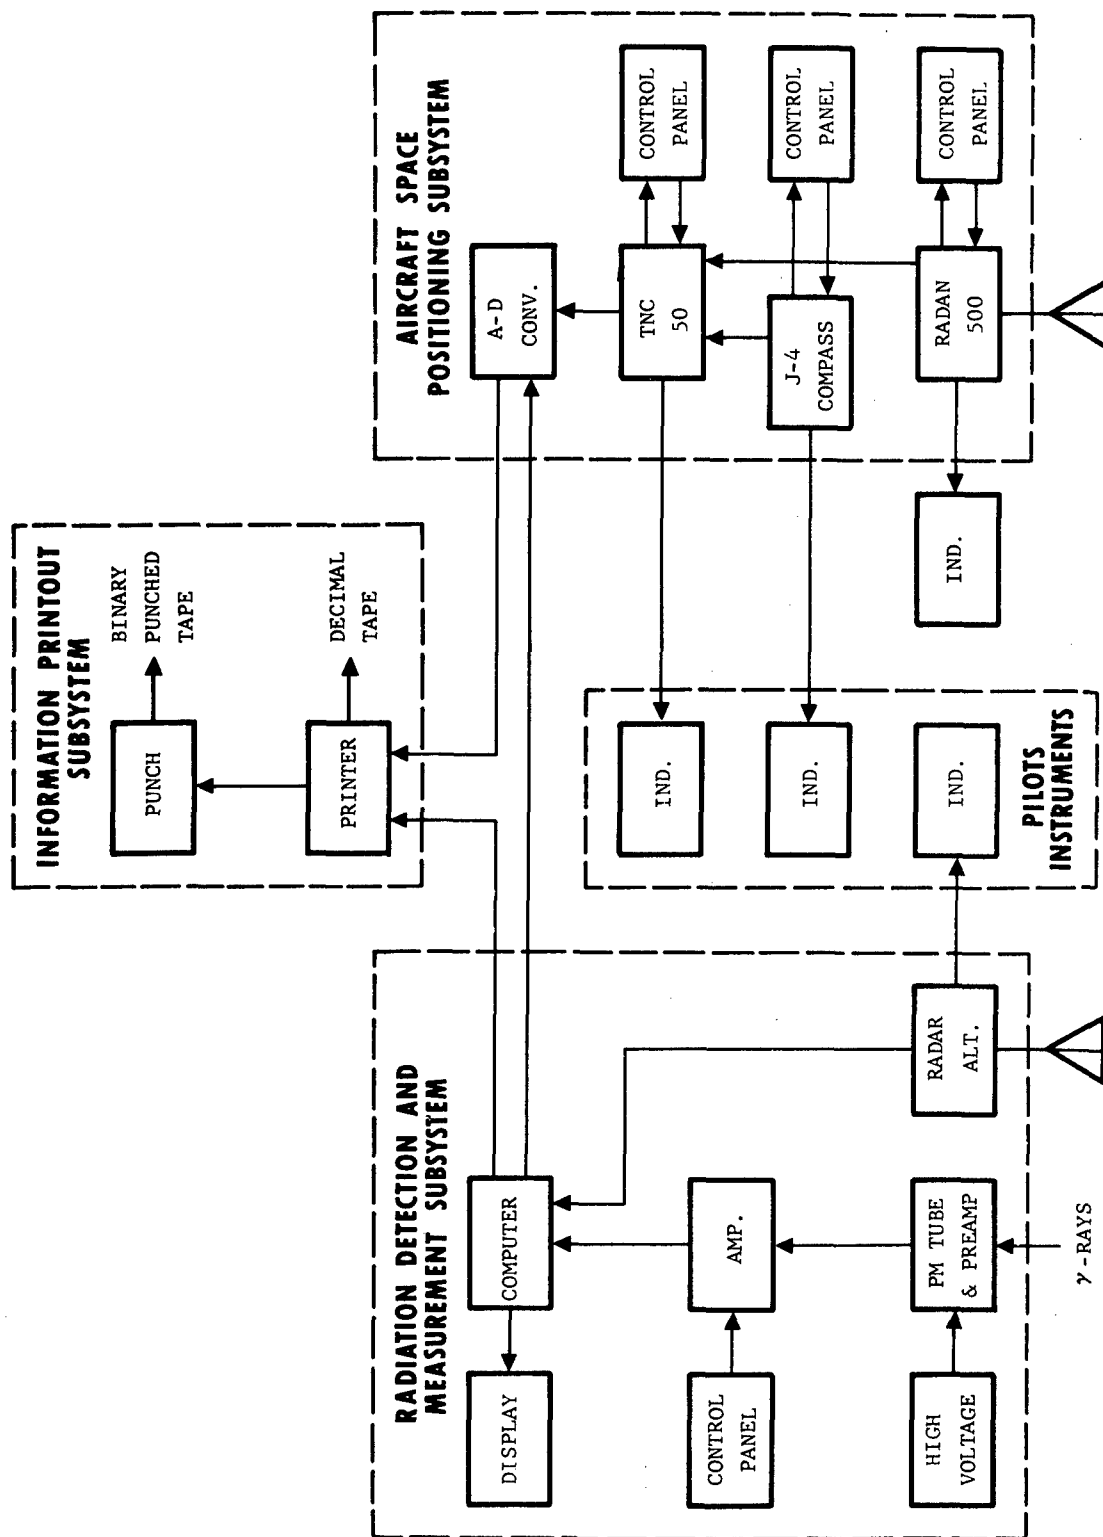 INFORMATION PRINTOUT
SUBSYSTEM
PUNCH
BINARY
PUNCHED
TAPE
PRINTER
DECIMAL
TAPE
RADIATION DETECTION AND
MEASUREMENT SUBSYSTEM
DISPLAY
COMPUTER
CONTROL
PANEL
AMP.
HIGH
VOLTAGE
PM TUBE
& PREAMP
RADAR
ALT.
γ-RAYS
IND.
IND.
IND.
PILOTS
INSTRUMENTS
AIRCRAFT SPACE
POSITIONING SUBSYSTEM
A-D
CONV.
TNC
50
CONTROL
PANEL
J-4
COMPASS
CONTROL
PANEL
IND.
RADAN
500
CONTROL
PANEL